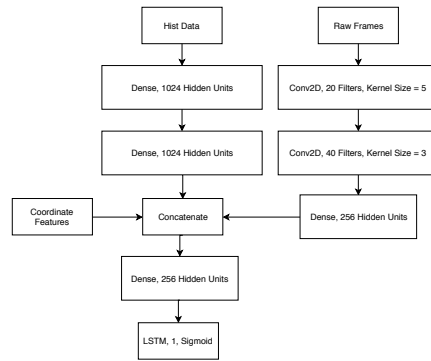 Hist Data
Raw Frames
Dense, 1024 Hidden Units
Conv2D, 20 Filters, Kernel Size = 5
Dense, 1024 Hidden Units
Conv2D, 40 Filters, Kernel Size = 3
Coordinate
Features
Concatenate
Dense, 256 Hidden Units
Dense, 256 Hidden Units
LSTM, 1, Sigmoid